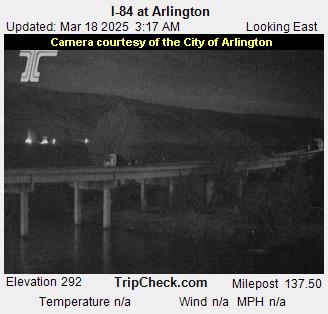 I-84 at Arlington
Updated: Mar 18 2025 3:17 AM Looking East
Camera courtesy of the City of Arlington
Elevation 292 TripCheck.com Milepost 137.50
Temperature n/a Wind n/a MPH n/a